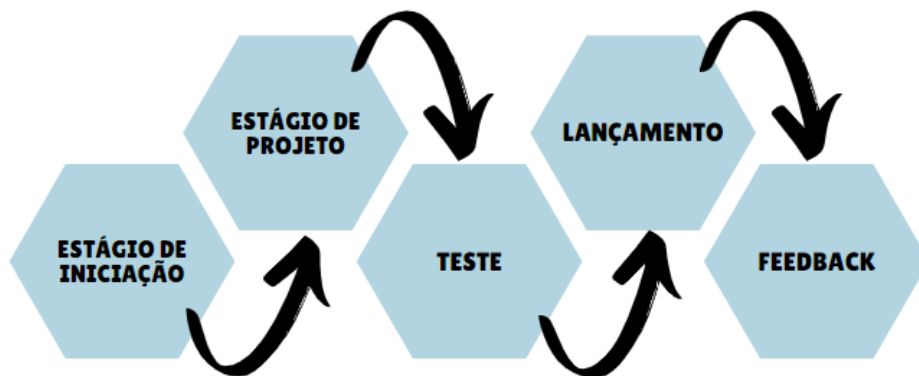 ESTÁGIO DE
INICIAÇÃO
ESTÁGIO DE
PROJETO
TESTE
LANÇAMENTO
FEEDBACK